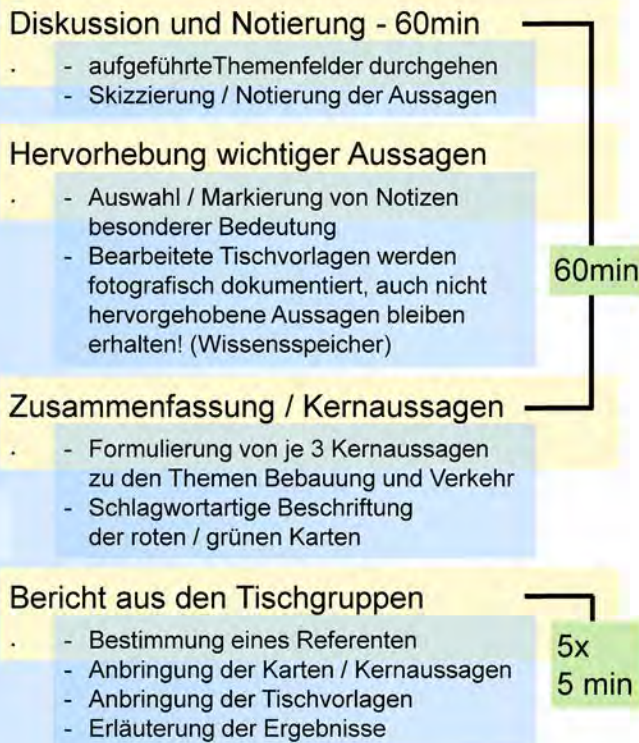 Diskussion und Notierung - 60min
- aufgeführteThemenfelder durchgehen
- Skizzierung / Notierung der Aussagen
Hervorhebung wichtiger Aussagen
- Auswahl / Markierung von Notizen
besonderer Bedeutung
- Bearbeitete Tischvorlagen werden
fotografisch dokumentiert, auch nicht
hervorgehobene Aussagen bleiben
erhalten! (Wissensspeicher)
60min
Zusammenfassung / Kernaussagen
- Formulierung von je 3 Kernaussagen
zu den Themen Bebauung und Verkehr
- Schlagwortartige Beschriftung
der roten / grünen Karten
Bericht aus den Tischgruppen
- Bestimmung eines Referenten
- Anbringung der Karten / Kernaussagen
- Anbringung der Tischvorlagen
- Erläuterung der Ergebnisse
5x
5 min